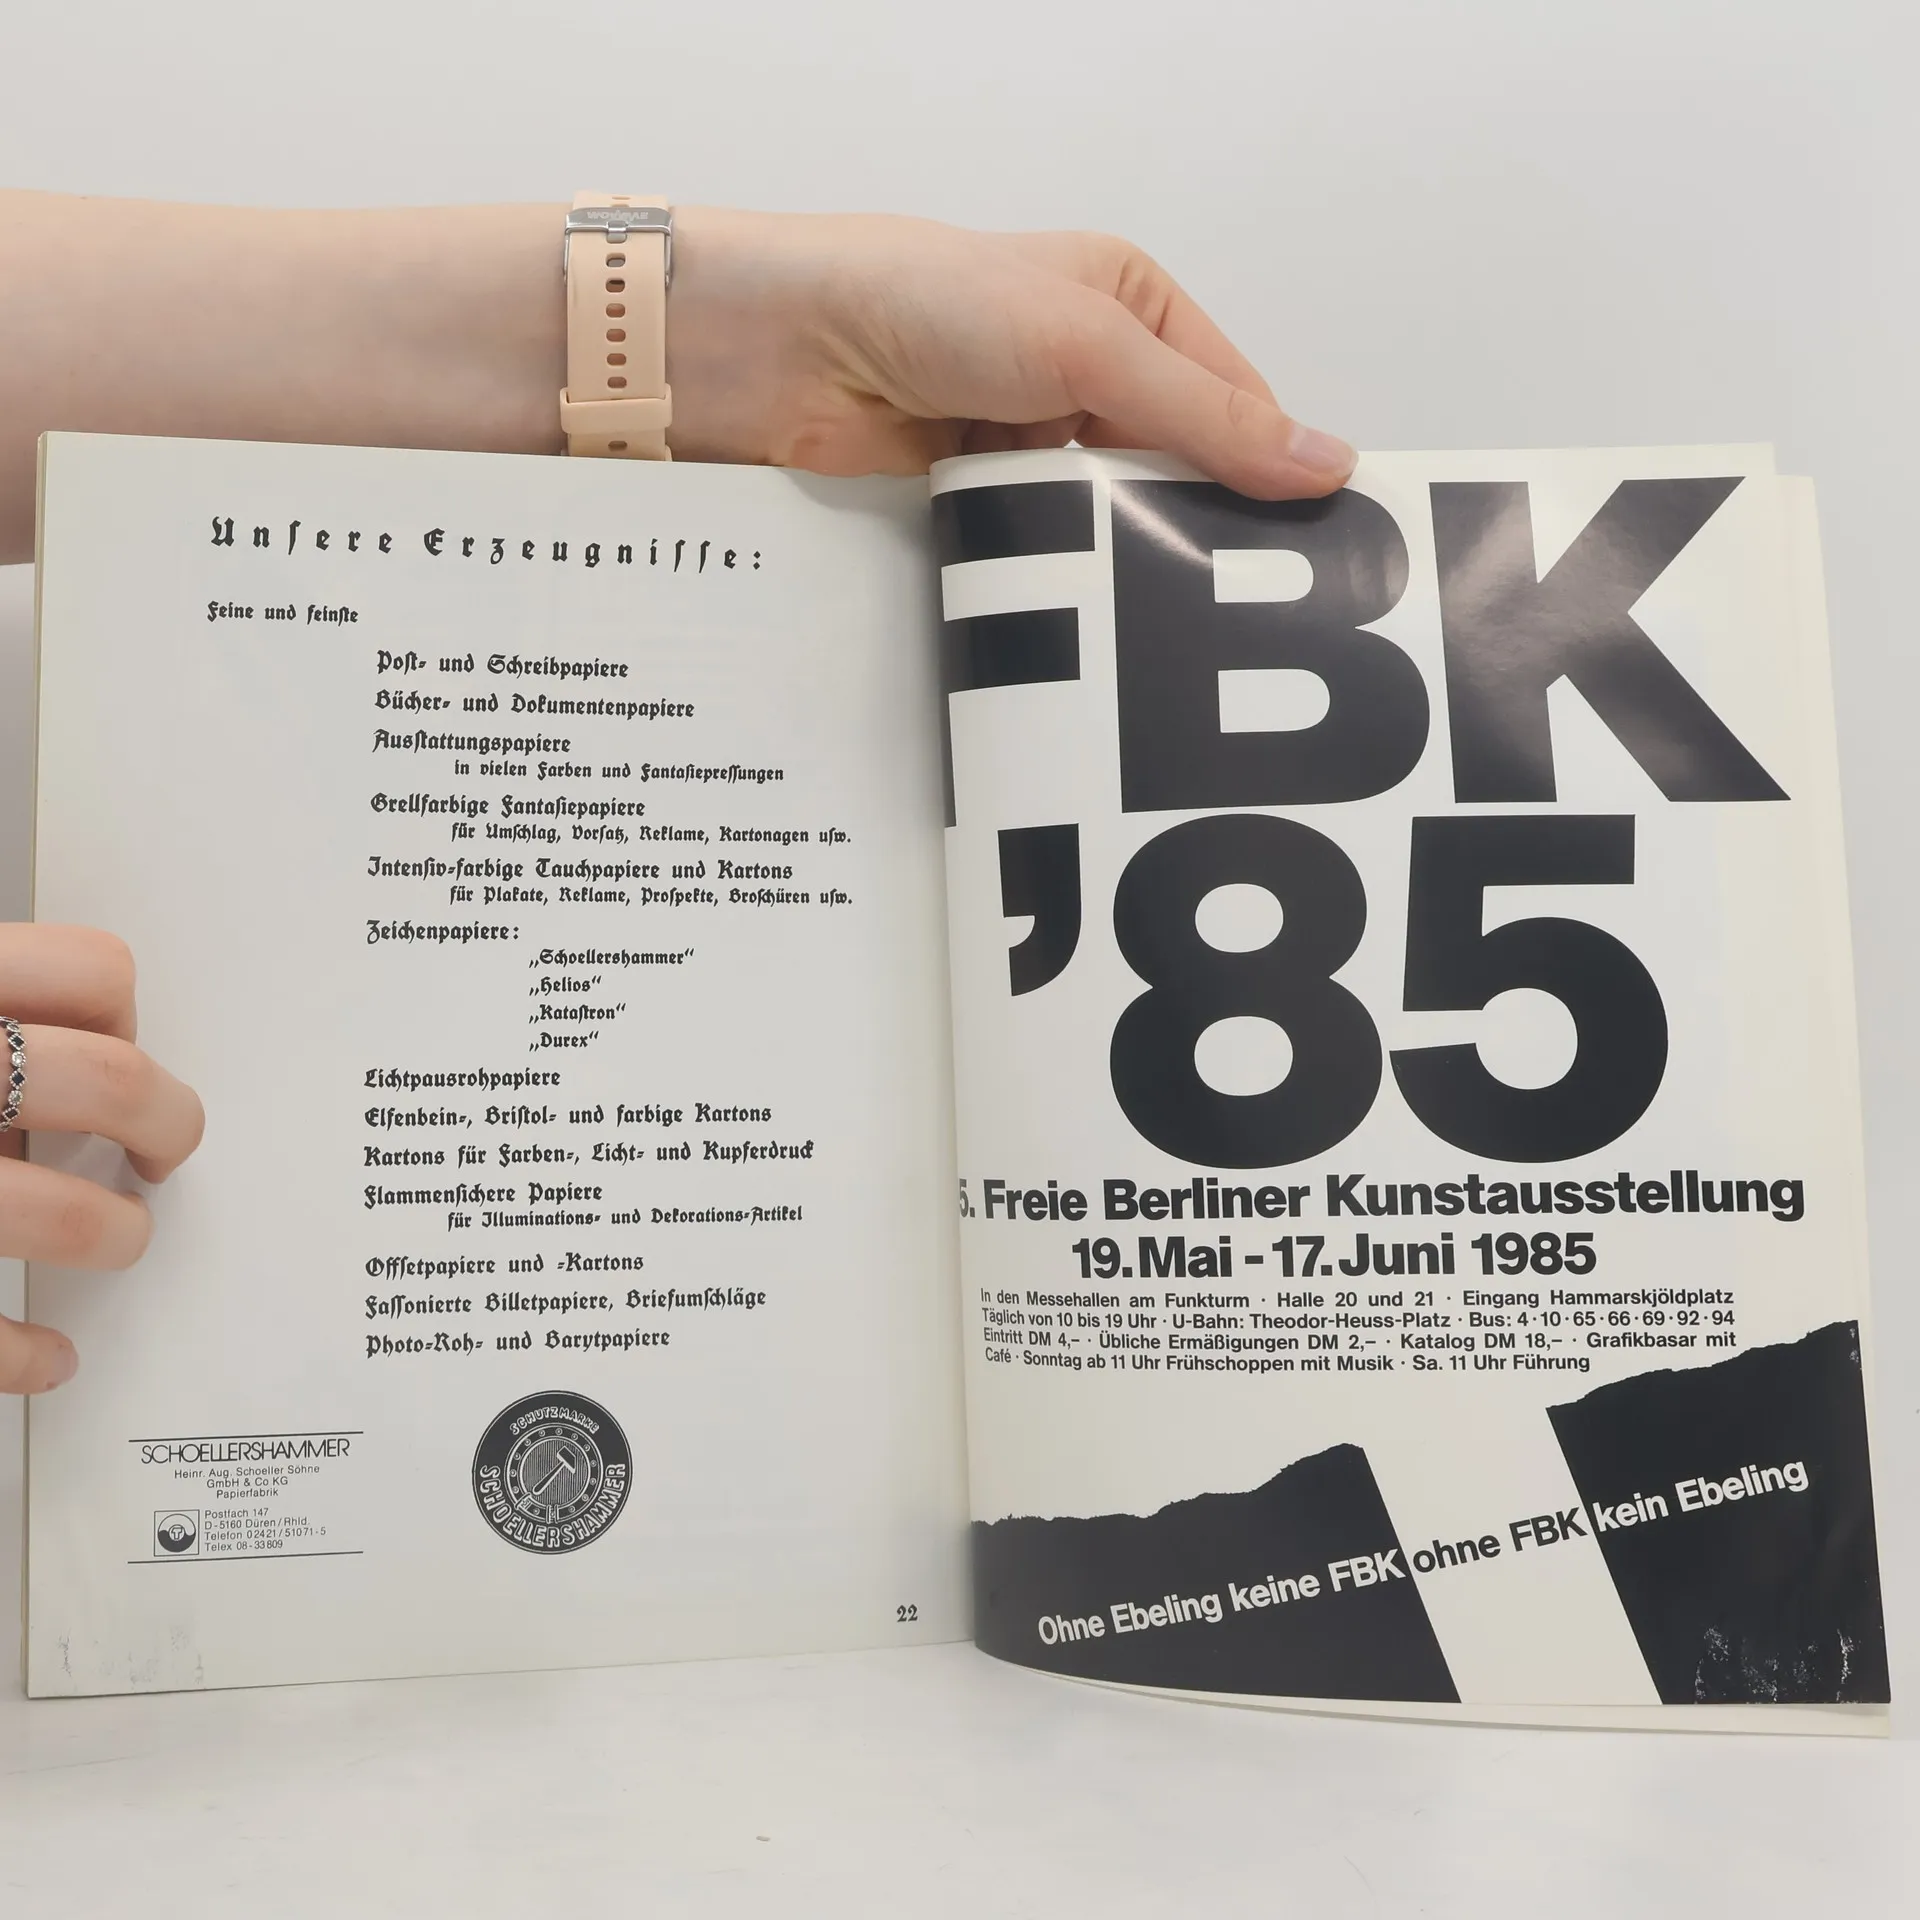 Unſere Erzeugniſſe:
Feine und feinſte
Poſt- und Schreibpapiere
Bücher- und Dokumentenpapiere
Ausſtattungspapiere
in vielen Farben und Fantaſiepreſſungen
Grellfarbige Fantaſiepapiere
für Umſchlag, Vorſatz, Reklame, Kartonagen uſw.
Intenſiv-farbige Tauchpapiere und Kartons
für Plakate, Reklame, Proſpekte, Broſchüren uſw.
Zeichenpapiere:
„Schoellershammer“
„Helios“
„Kataſtron“
„Durex“
Lichtpausrohpapiere
Elfenbein-, Briſtol- und farbige Kartons
Kartons für Farben-, Licht- und Kupferdruck
Flammenſichere Papiere
für Illuminations- und Dekorations-Artikel
Offſetpapiere und -Kartons
Faſſonierte Billetpapiere, Briefumſchläge
Photo-Roh- und Barytpapiere
SCHOELLERSHAMMER
Heinr. Aug. Schoeller Söhne
GmbH & Co KG
Papierfabrik
Postfach 147
D-5160 Düren/Rhld.
Telefon 02421/51071-5
Telex 08-33809
SCHUTZMARKE
SCHOELLERSHAMMER
22
FBK
’85
5. Freie Berliner Kunstausstellung
19. Mai - 17. Juni 1985
In den Messehallen am Funkturm · Halle 20 und 21 · Eingang Hammarskjöldplatz
Täglich von 10 bis 19 Uhr · U-Bahn: Theodor-Heuss-Platz · Bus: 4·10·65·66·69·92·94
Eintritt DM 4,– · Übliche Ermäßigungen DM 2,– · Katalog DM 18,– · Grafikbasar mit
Café · Sonntag ab 11 Uhr Frühschoppen mit Musik · Sa. 11 Uhr Führung
Ohne Ebeling keine FBK ohne FBK kein Ebeling